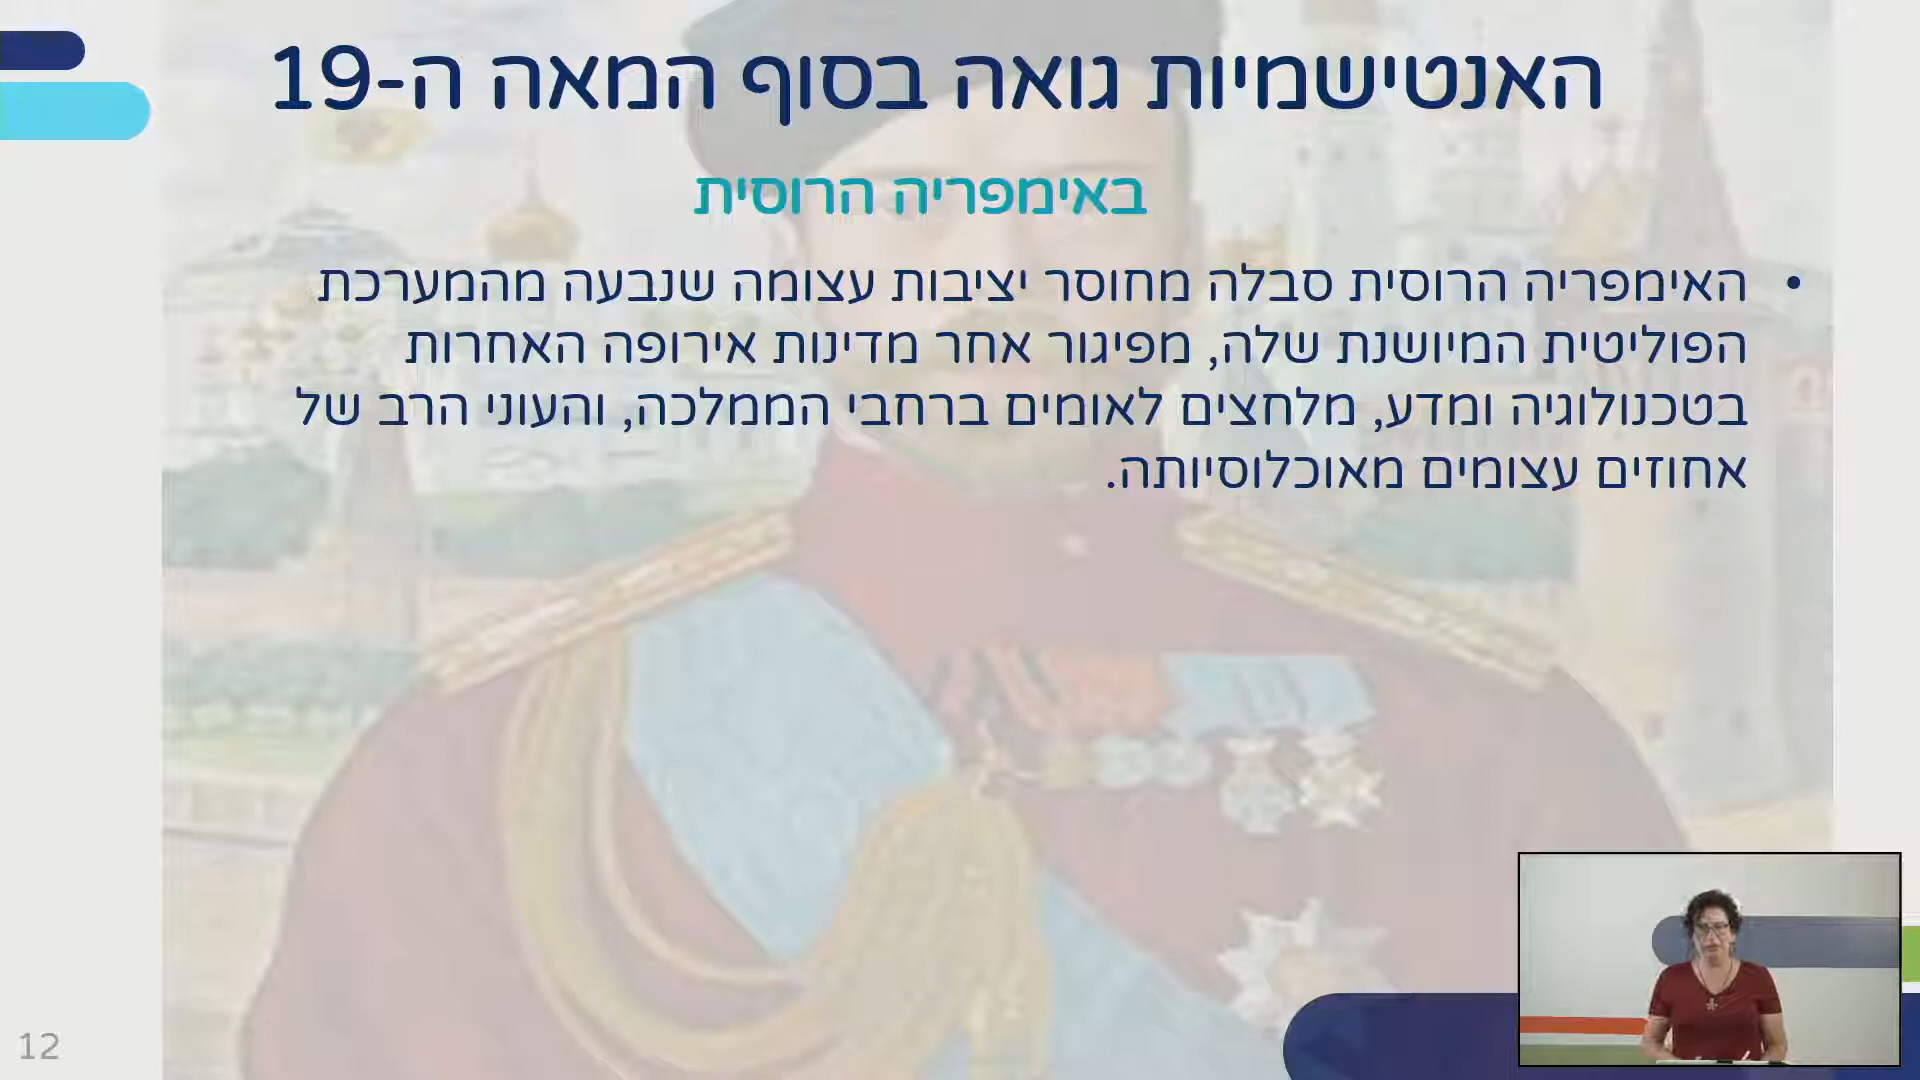 האנטישמיות גואה בסוף המאה ה-19
באימפריה הרוסית
• האימפריה הרוסית סבלה מחוסר יציבות עצומה שנבעה מהמערכת
הפוליטית המיושנת שלה, מפיגור אחר מדינות אירופה האחרות
בטכנולוגיה ומדע, מלחצים לאומים ברחבי הממלכה, והעוני הרב של
אחוזים עצומים מאוכלוסיותה.
12